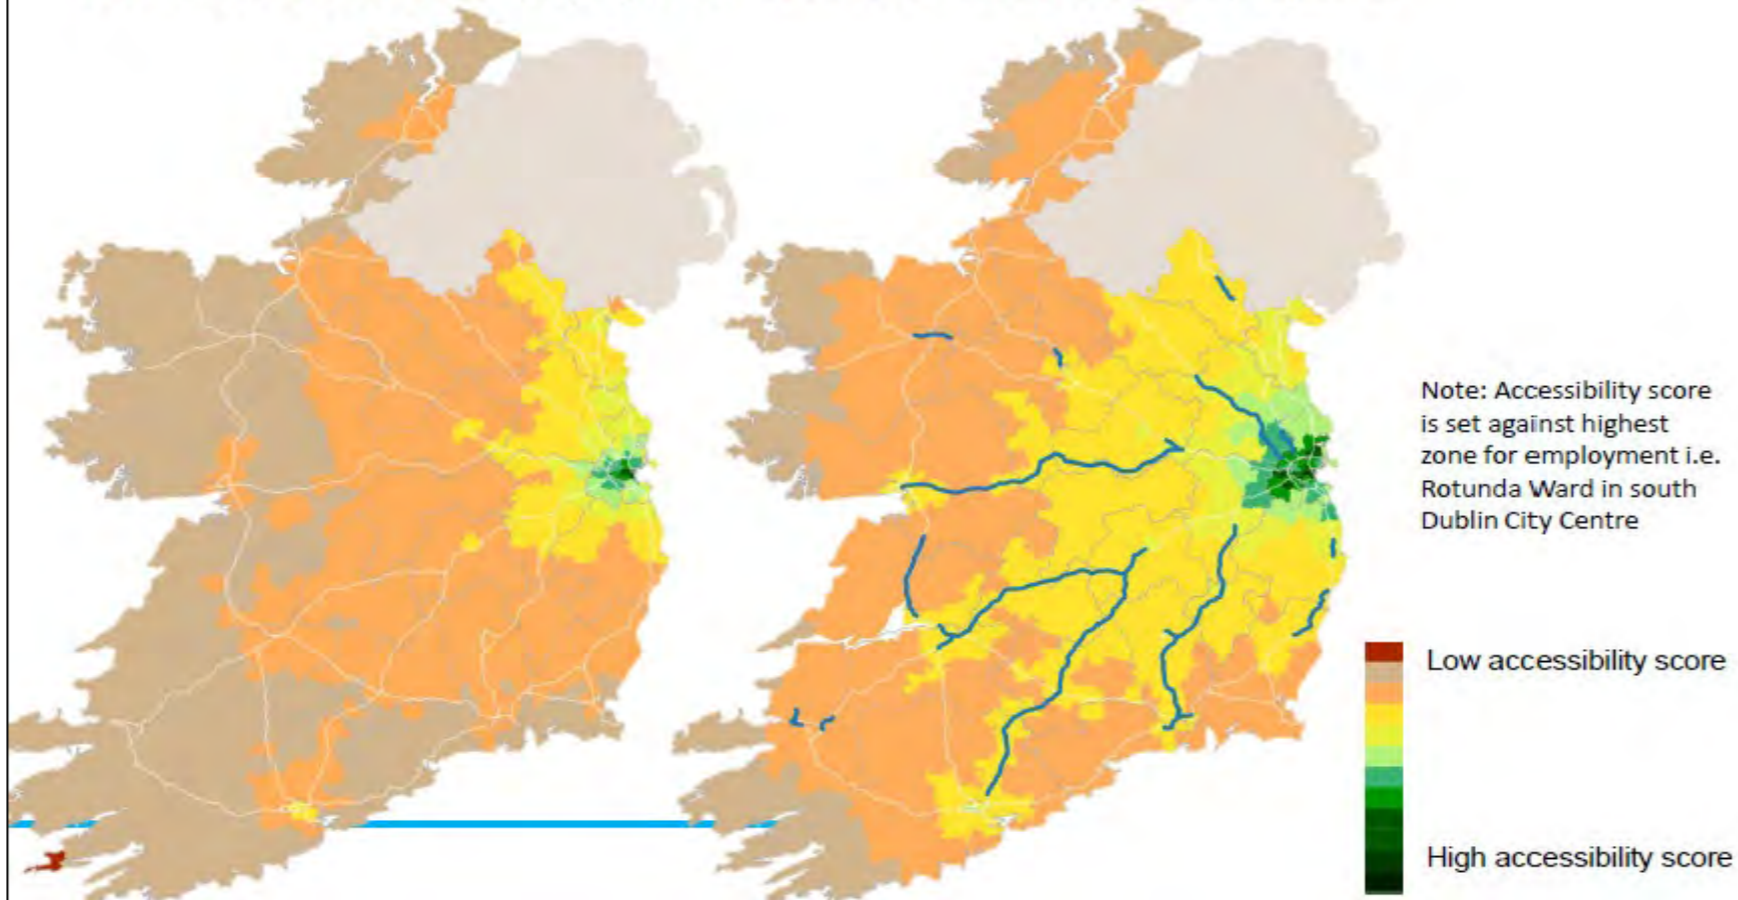 Note: Accessibility score
is set against highest
zone for employment i.e.
Rotunda Ward in south
Dublin City Centre
Low accessibility score
High accessibility score